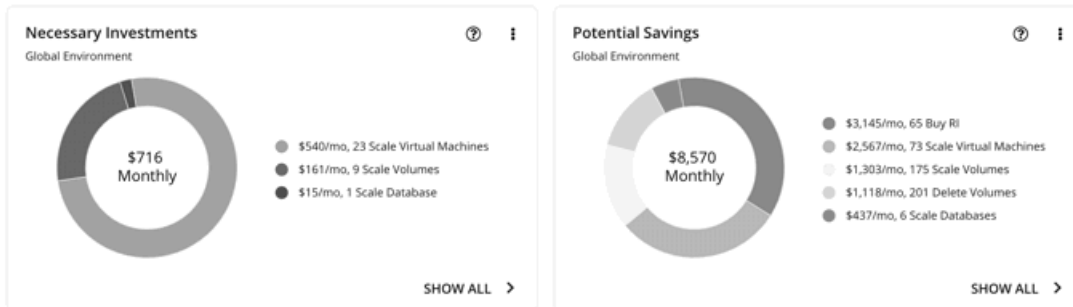 Necessary Investments
Global Environment
$716
Monthly
$540/mo, 23 Scale Virtual Machines
$161/mo, 9 Scale Volumes
$15/mo, 1 Scale Database
SHOW ALL
Potential Savings
Global Environment
$8,570
Monthly
$3,145/mo, 65 Buy RI
$2,567/mo, 73 Scale Virtual Machines
$1,303/mo, 175 Scale Volumes
$1,118/mo, 201 Delete Volumes
$437/mo, 6 Scale Databases
SHOW ALL